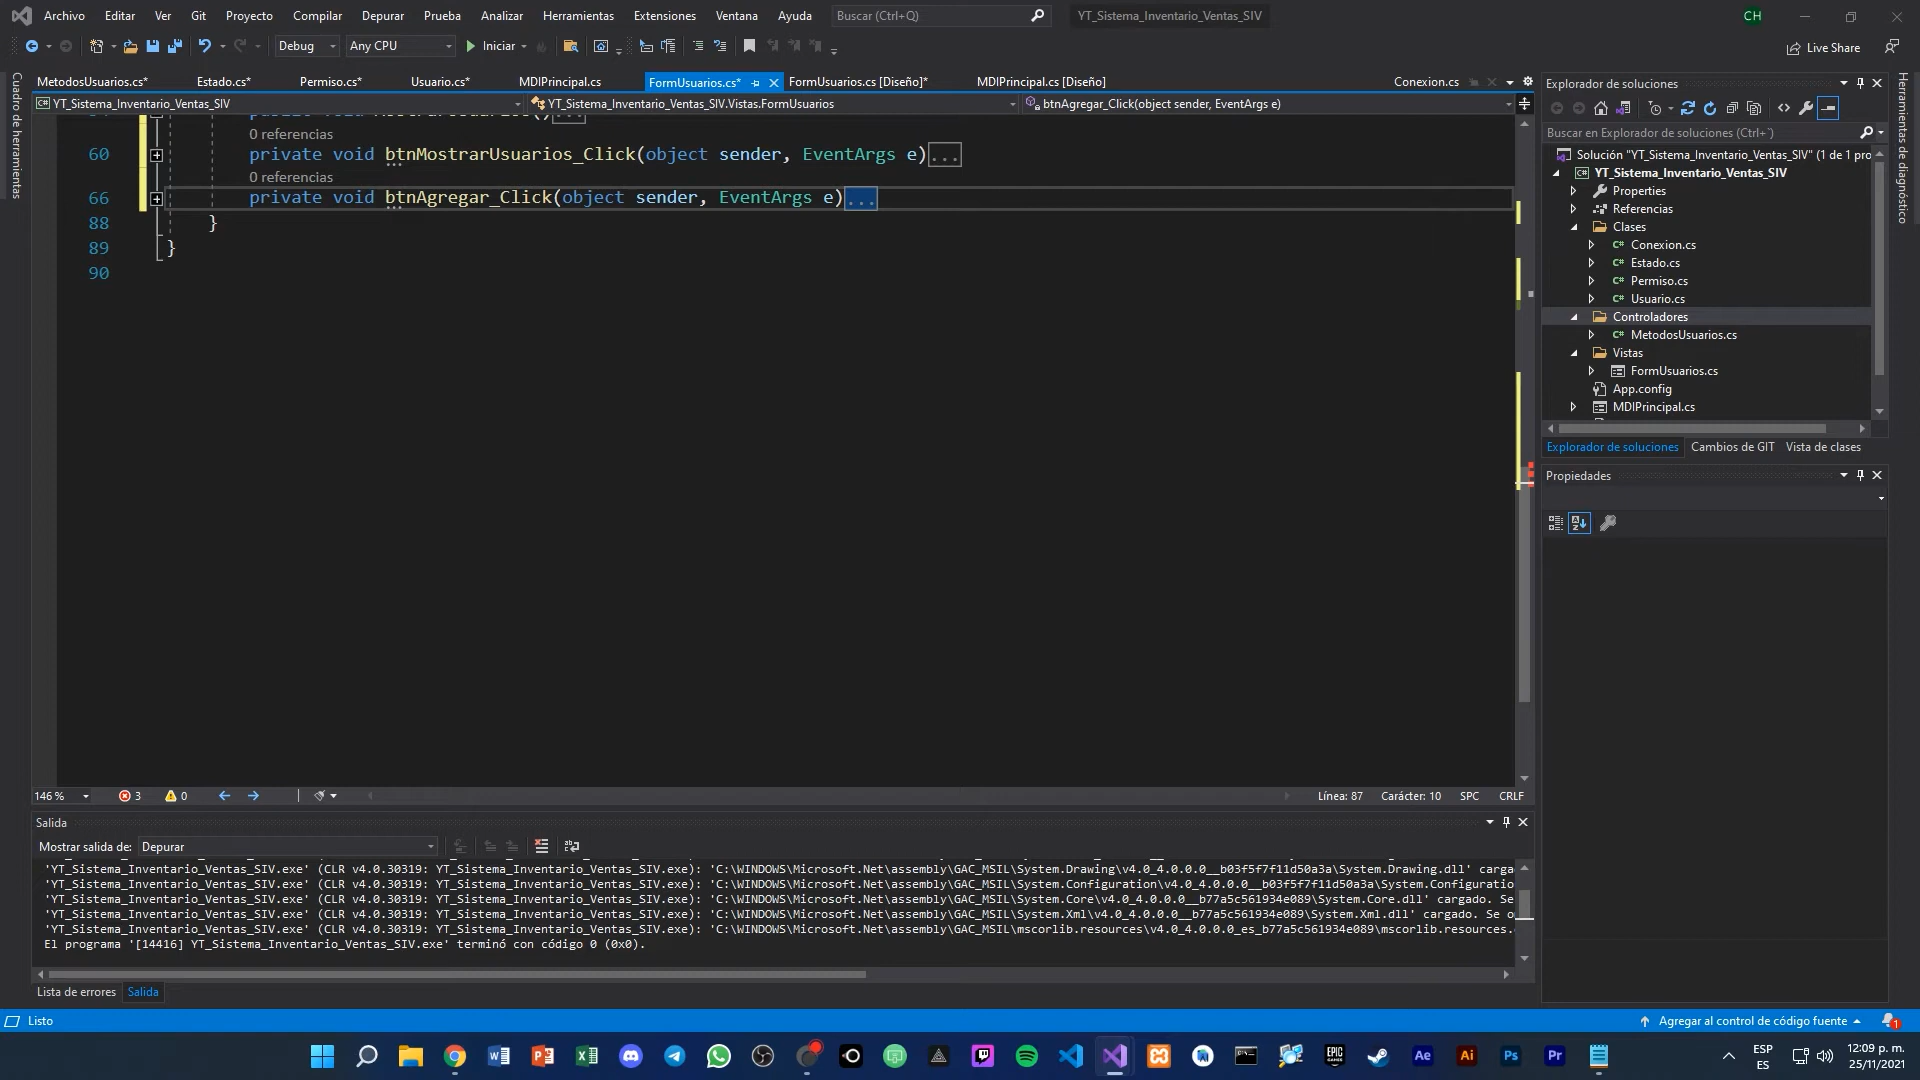 Archivo Editar Ver Git Proyecto Compilar Depurar Prueba Analizar Herramientas Extensiones Ventana Ayuda Buscar (Ctrl+Q) YT_Sistema_Inventario_Ventas_SIV CH
Debug Any CPU Iniciar Live Share
Cuadro de herramientas
MetodosUsuarios.cs* Estado.cs* Permiso.cs* Usuario.cs* MDIPrincipal.cs FormUsuarios.cs* FormUsuarios.cs [Diseño]* MDIPrincipal.cs [Diseño] Conexion.cs
YT_Sistema_Inventario_Ventas_SIV YT_Sistema_Inventario_Ventas_SIV.Vistas.FormUsuarios btnAgregar_Click(object sender, EventArgs e)
0 referencias
60 private void btnMostrarUsuarios_Click(object sender, EventArgs e)...
0 referencias
66 private void btnAgregar_Click(object sender, EventArgs e)...
88 }
89 }
90
146 % 3 0 Línea: 87 Carácter: 10 SPC CRLF
Salida
Mostrar salida de: Depurar
'YT_Sistema_Inventario_Ventas_SIV.exe' (CLR v4.0.30319: YT_Sistema_Inventario_Ventas_SIV.exe): 'C:\WINDOWS\Microsoft.Net\assembly\GAC_MSIL\System.Drawing\v4.0_4.0.0.0__b03f5f7f11d50a3a\System.Drawing.dll' carga
'YT_Sistema_Inventario_Ventas_SIV.exe' (CLR v4.0.30319: YT_Sistema_Inventario_Ventas_SIV.exe): 'C:\WINDOWS\Microsoft.Net\assembly\GAC_MSIL\System.Configuration\v4.0_4.0.0.0__b03f5f7f11d50a3a\System.Configuratio
'YT_Sistema_Inventario_Ventas_SIV.exe' (CLR v4.0.30319: YT_Sistema_Inventario_Ventas_SIV.exe): 'C:\WINDOWS\Microsoft.Net\assembly\GAC_MSIL\System.Core\v4.0_4.0.0.0__b77a5c561934e089\System.Core.dll' cargado. Se
'YT_Sistema_Inventario_Ventas_SIV.exe' (CLR v4.0.30319: YT_Sistema_Inventario_Ventas_SIV.exe): 'C:\WINDOWS\Microsoft.Net\assembly\GAC_MSIL\System.Xml\v4.0_4.0.0.0__b77a5c561934e089\System.Xml.dll' cargado. Se o
'YT_Sistema_Inventario_Ventas_SIV.exe' (CLR v4.0.30319: YT_Sistema_Inventario_Ventas_SIV.exe): 'C:\WINDOWS\Microsoft.Net\assembly\GAC_MSIL\mscorlib.resources\v4.0_4.0.0.0_es_b77a5c561934e089\mscorlib.resources.
El programa '[14416] YT_Sistema_Inventario_Ventas_SIV.exe' terminó con código 0 (0x0).
Lista de errores Salida
Explorador de soluciones
Buscar en Explorador de soluciones (Ctrl+´)
Solución "YT_Sistema_Inventario_Ventas_SIV" (1 de 1 pro
YT_Sistema_Inventario_Ventas_SIV
Properties
Referencias
Clases
C# Conexion.cs
C# Estado.cs
C# Permiso.cs
C# Usuario.cs
Controladores
C# MetodosUsuarios.cs
Vistas
FormUsuarios.cs
App.config
MDIPrincipal.cs
Explorador de soluciones Cambios de GIT Vista de clases
Propiedades
Herramientas de diagnóstico
Listo Agregar al control de código fuente 1
EPIC GAMES Ae Ai Ps Pr
ESP
ES
12:09 p. m.
25/11/2021